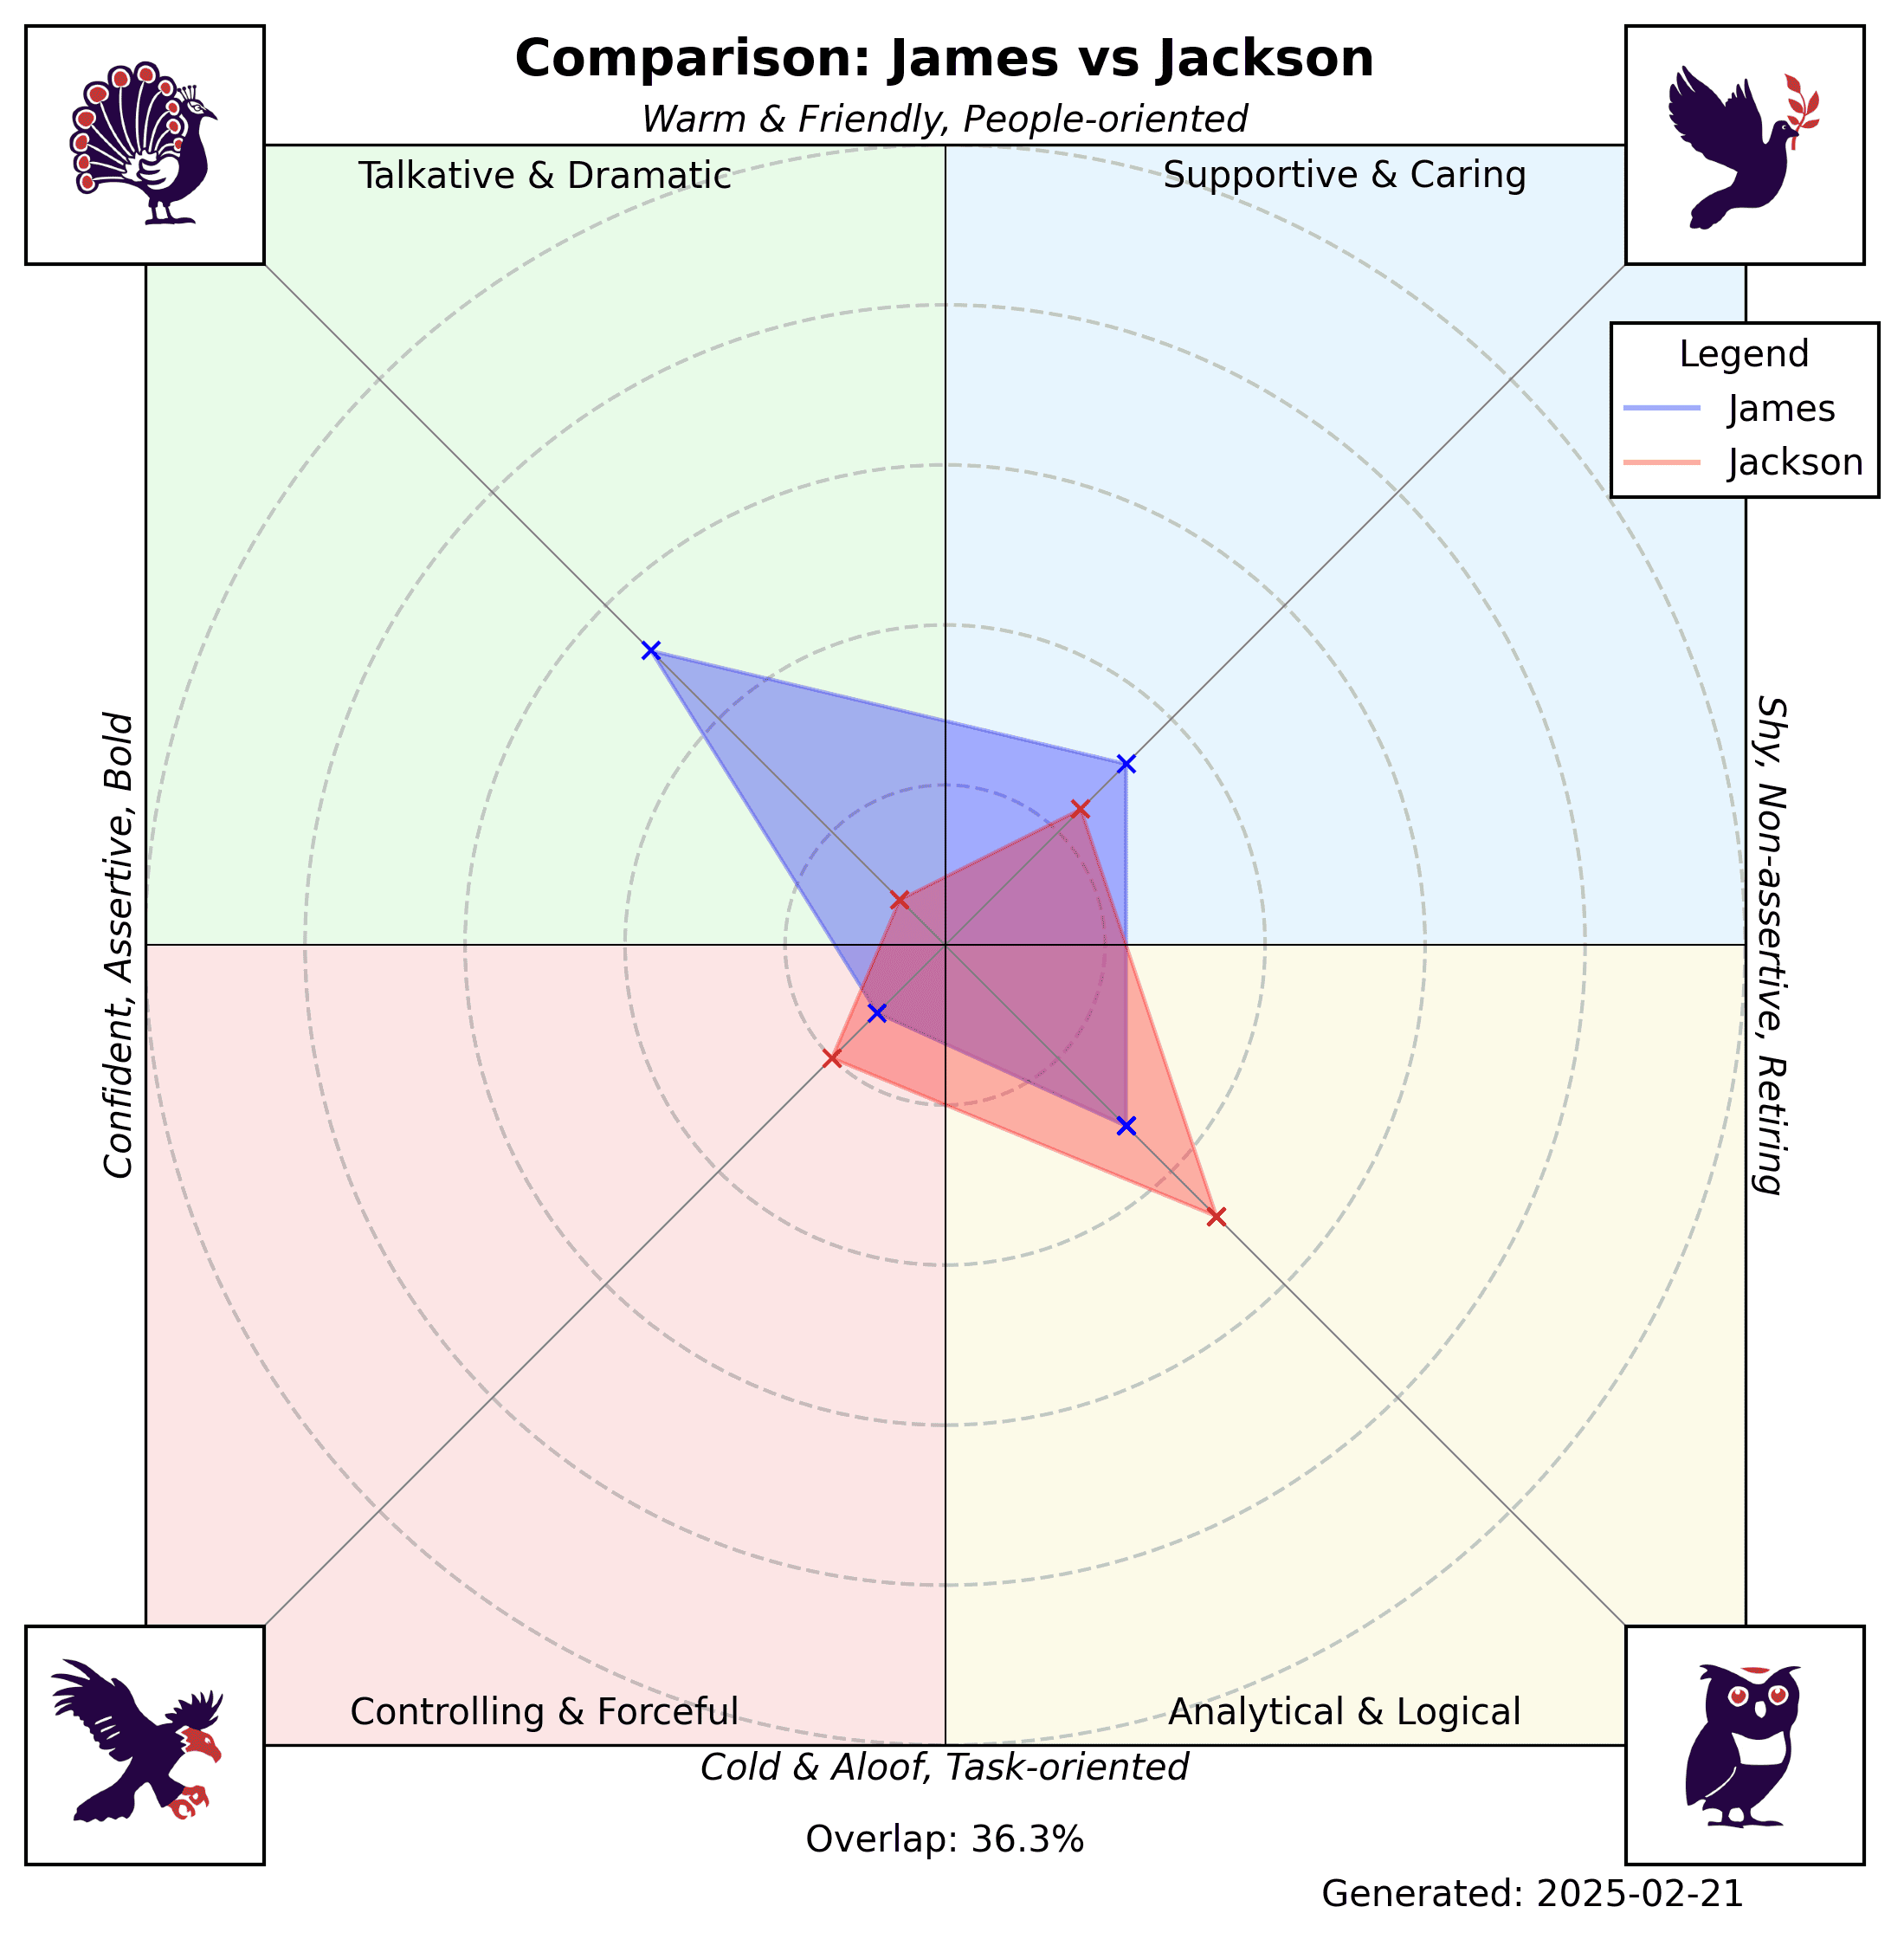 Comparison: James vs Jackson
Warm & Friendly, People-oriented
Talkative & Dramatic
Supportive & Caring
Legend
James
Jackson
Confident, Assertive, Bold
Shy, Non-assertive, Retiring
Controlling & Forceful
Analytical & Logical
Cold & Aloof, Task-oriented
Overlap: 36.3%
Generated: 2025-02-21